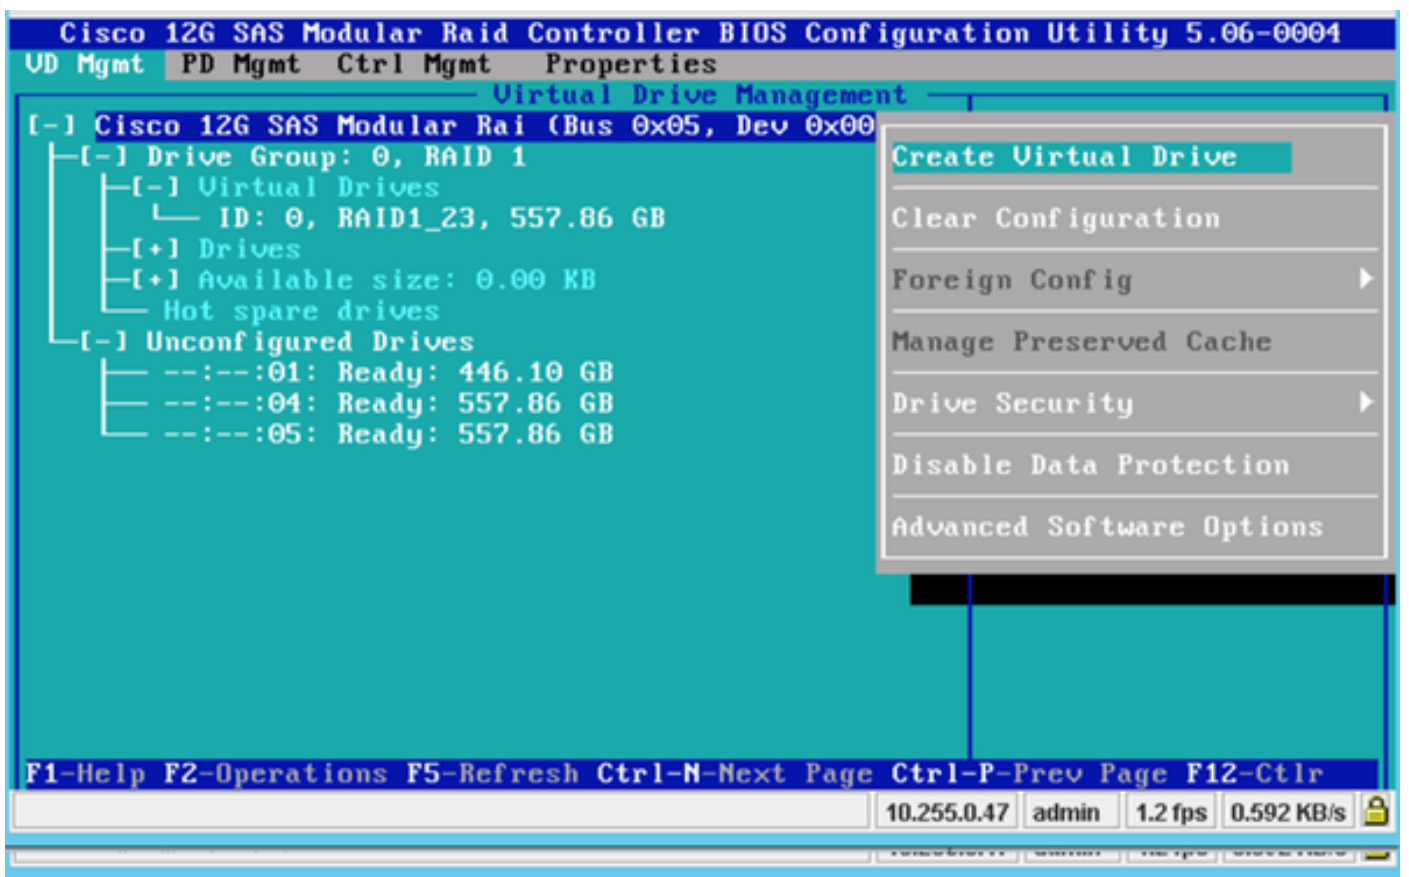 Cisco 12G SAS Modular Raid Controller BIOS Configuration Utility 5.06-0004
VD Mgmt PD Mgmt Ctrl Mgmt Properties
Virtual Drive Management
[-] Cisco 12G SAS Modular Rai (Bus 0x05, Dev 0x00
[-] Drive Group: 0, RAID 1
[-] Virtual Drives
ID: 0, RAID1_23, 557.86 GB
[+] Drives
[+] Available size: 0.00 KB
Hot spare drives
[-] Unconfigured Drives
--:--:01: Ready: 446.10 GB
--:--:04: Ready: 557.86 GB
--:--:05: Ready: 557.86 GB
Create Virtual Drive
Clear Configuration
Foreign Config
Manage Preserved Cache
Drive Security
Disable Data Protection
Advanced Software Options
F1-Help F2-Operations F5-Refresh Ctrl-N-Next Page Ctrl-P-Prev Page F12-Ctlr
10.255.0.47 admin 1.2 fps 0.592 KB/s